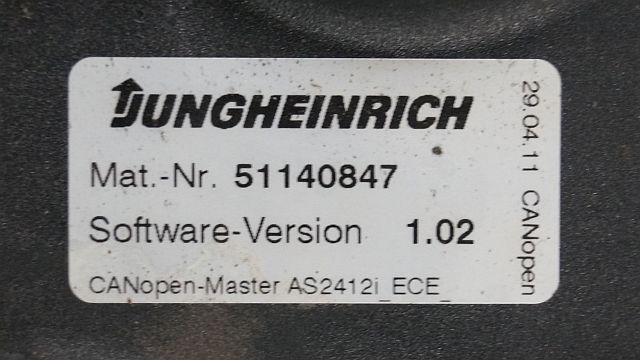 JUNGHEINRICH
Mat.-Nr. 51140847
Software-Version 1.02
CANopen-Master AS2412i_ECE_
29.04.11 CANopen